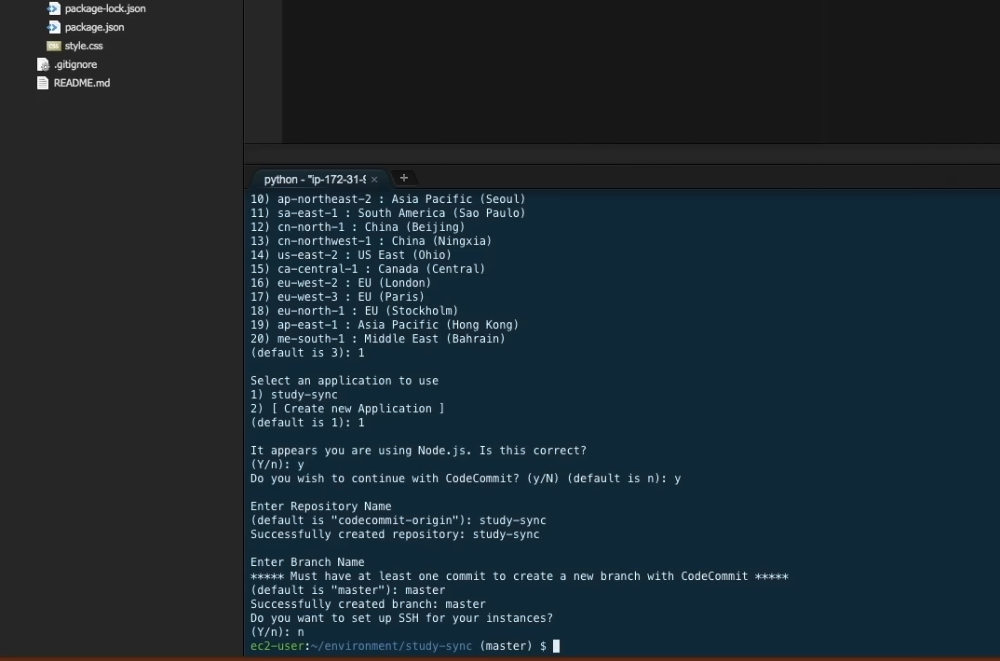 package-lock.json
package.json
style.css
.gitignore
README.md
python - "ip-172-31-9 × +
10) ap-northeast-2 : Asia Pacific (Seoul)
11) sa-east-1 : South America (Sao Paulo)
12) cn-north-1 : China (Beijing)
13) cn-northwest-1 : China (Ningxia)
14) us-east-2 : US East (Ohio)
15) ca-central-1 : Canada (Central)
16) eu-west-2 : EU (London)
17) eu-west-3 : EU (Paris)
18) eu-north-1 : EU (Stockholm)
19) ap-east-1 : Asia Pacific (Hong Kong)
20) me-south-1 : Middle East (Bahrain)
(default is 3): 1
Select an application to use
1) study-sync
2) [ Create new Application ]
(default is 1): 1
It appears you are using Node.js. Is this correct?
(Y/n): y
Do you wish to continue with CodeCommit? (y/N) (default is n): y
Enter Repository Name
(default is "codecommit-origin"): study-sync
Successfully created repository: study-sync
Enter Branch Name
***** Must have at least one commit to create a new branch with CodeCommit *****
(default is "master"): master
Successfully created branch: master
Do you want to set up SSH for your instances?
(Y/n): n
ec2-user:~/environment/study-sync (master) $